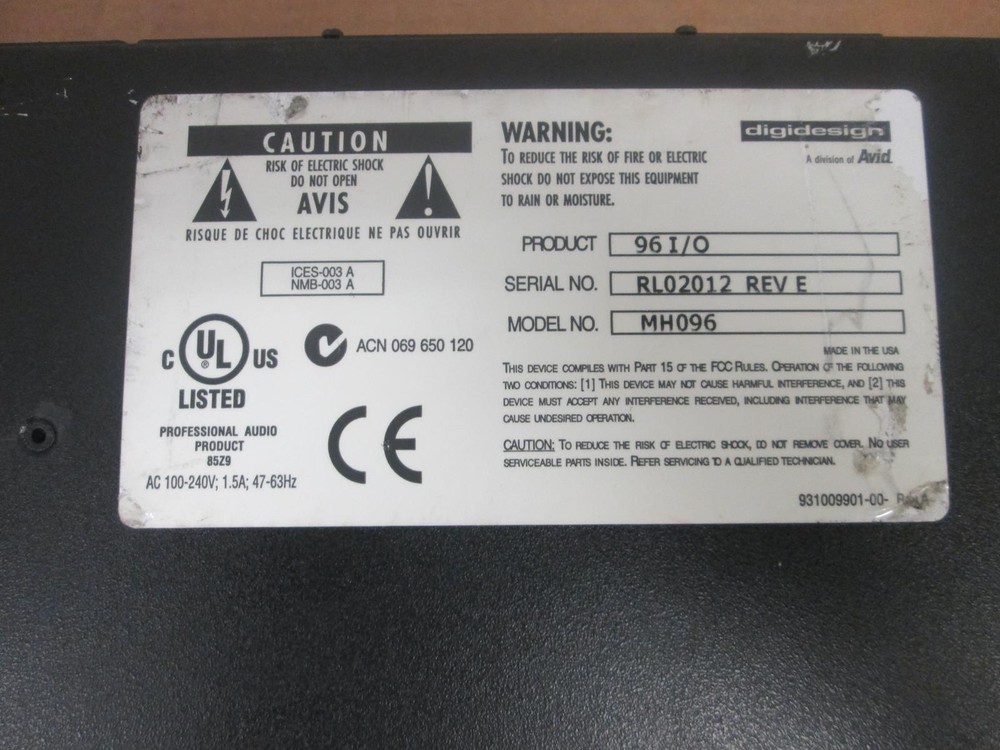 CAUTION
RISK OF ELECTRIC SHOCK
DO NOT OPEN
AVIS
RISQUE DE CHOC ELECTRIQUE NE PAS OUVRIR
ICES-003 A
NMB-003 A
C UL ® US
LISTED
PROFESSIONAL AUDIO
PRODUCT
85Z9
AC 100-240V; 1.5A; 47-63Hz
ACN 069 650 120
CE
WARNING:
TO REDUCE THE RISK OF FIRE OR ELECTRIC
SHOCK DO NOT EXPOSE THIS EQUIPMENT
TO RAIN OR MOISTURE.
digidesign
A division of Avid
PRODUCT 96 I/O
SERIAL NO. RL02012 REV E
MODEL NO. MH096
MADE IN THE USA
THIS DEVICE COMPLIES WITH PART 15 OF THE FCC RULES. OPERATION OF THE FOLLOWING
TWO CONDITIONS: [1] THIS DEVICE MAY NOT CAUSE HARMFUL INTERFERENCE, AND [2] THIS
DEVICE MUST ACCEPT ANY INTERFERENCE RECEIVED, INCLUDING INTERFERENCE THAT MAY
CAUSE UNDESIRED OPERATION.
CAUTION: TO REDUCE THE RISK OF ELECTRIC SHOCK, DO NOT REMOVE COVER. NO USER
SERVICEABLE PARTS INSIDE. REFER SERVICING TO A QUALIFIED TECHNICIAN.
931009901-00-